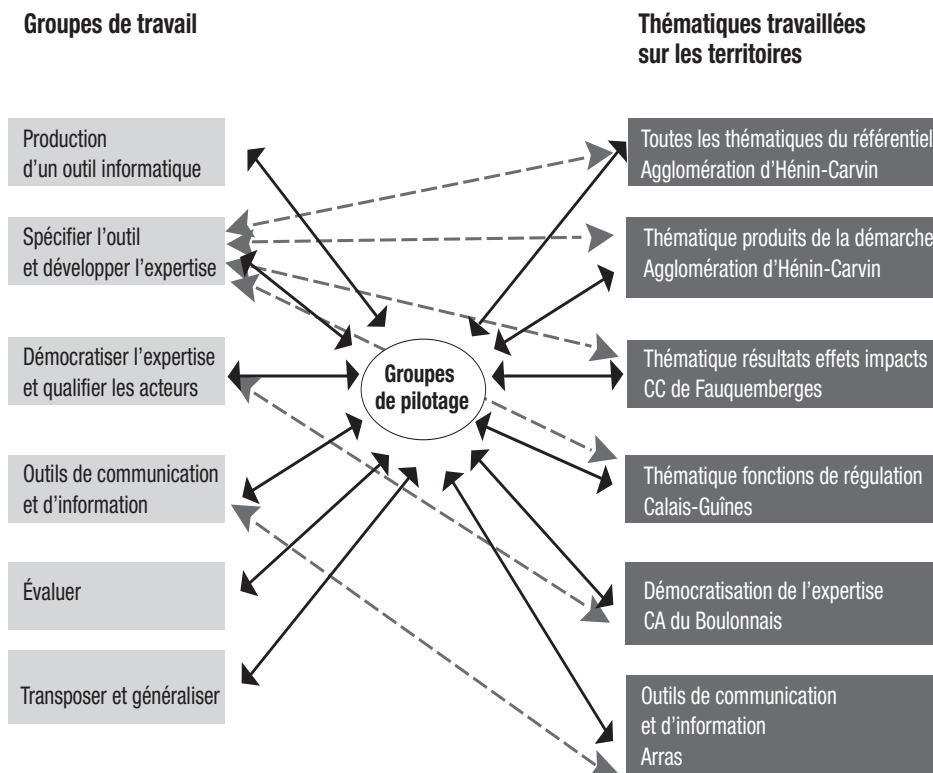 Groupes de travail
Thématiques travaillées
sur les territoires
Production
d’un outil informatique
Spécifier l’outil
et développer l’expertise
Démocratiser l’expertise
et qualifier les acteurs
Outils de communication
et d’information
Évaluer
Transposer et généraliser
Groupes
de pilotage
Toutes les thématiques du référentiel
Agglomération d’Hénin-Carvin
Thématique produits de la démarche
Agglomération d’Hénin-Carvin
Thématique résultats effets impacts
CC de Fauquemberges
Thématique fonctions de régulation
Calais-Guînes
Démocratisation de l’expertise
CA du Boulonnais
Outils de communication
et d’information
Arras